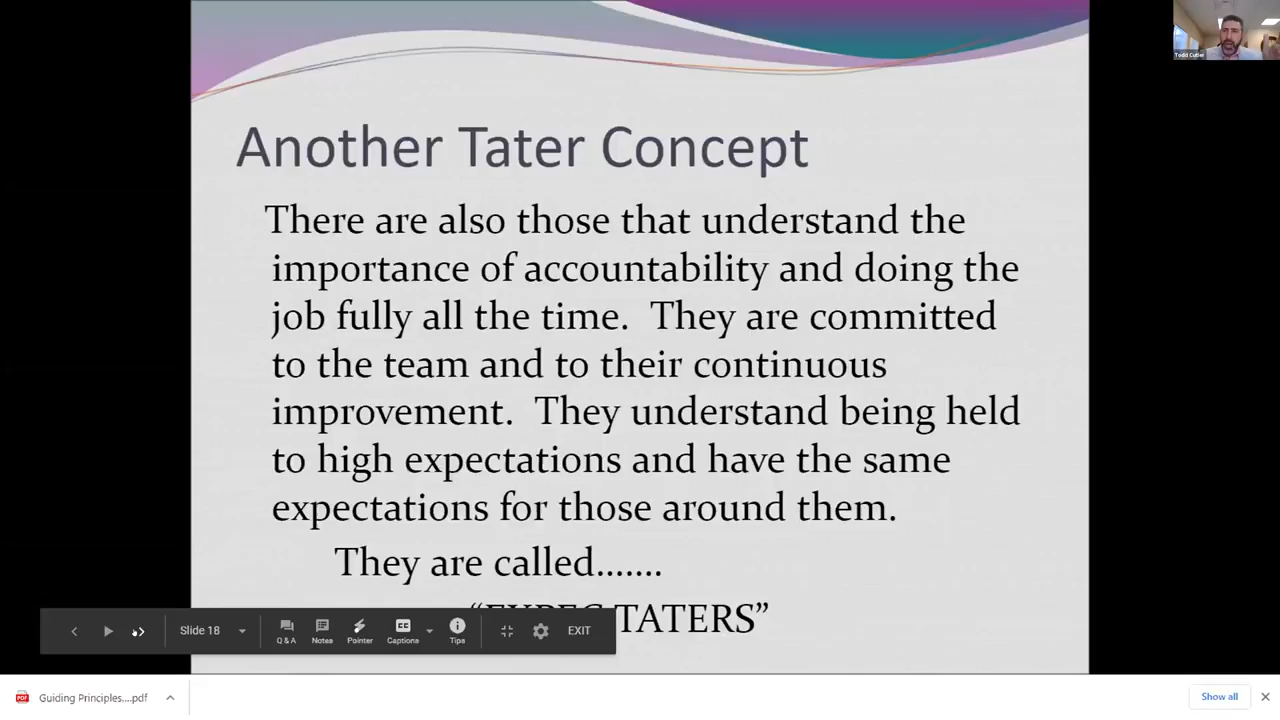 Todd Cutler
Another Tater Concept
There are also those that understand the
importance of accountability and doing the
job fully all the time.  They are committed
to the team and to their continuous
improvement.  They understand being held
to high expectations and have the same
expectations for those around them.
They are called.......
“EXPEC TATERS”
Slide 18
Q & A
Notes
Pointer
Captions
Tips
EXIT
PDF
Guiding Principles....pdf
Show all